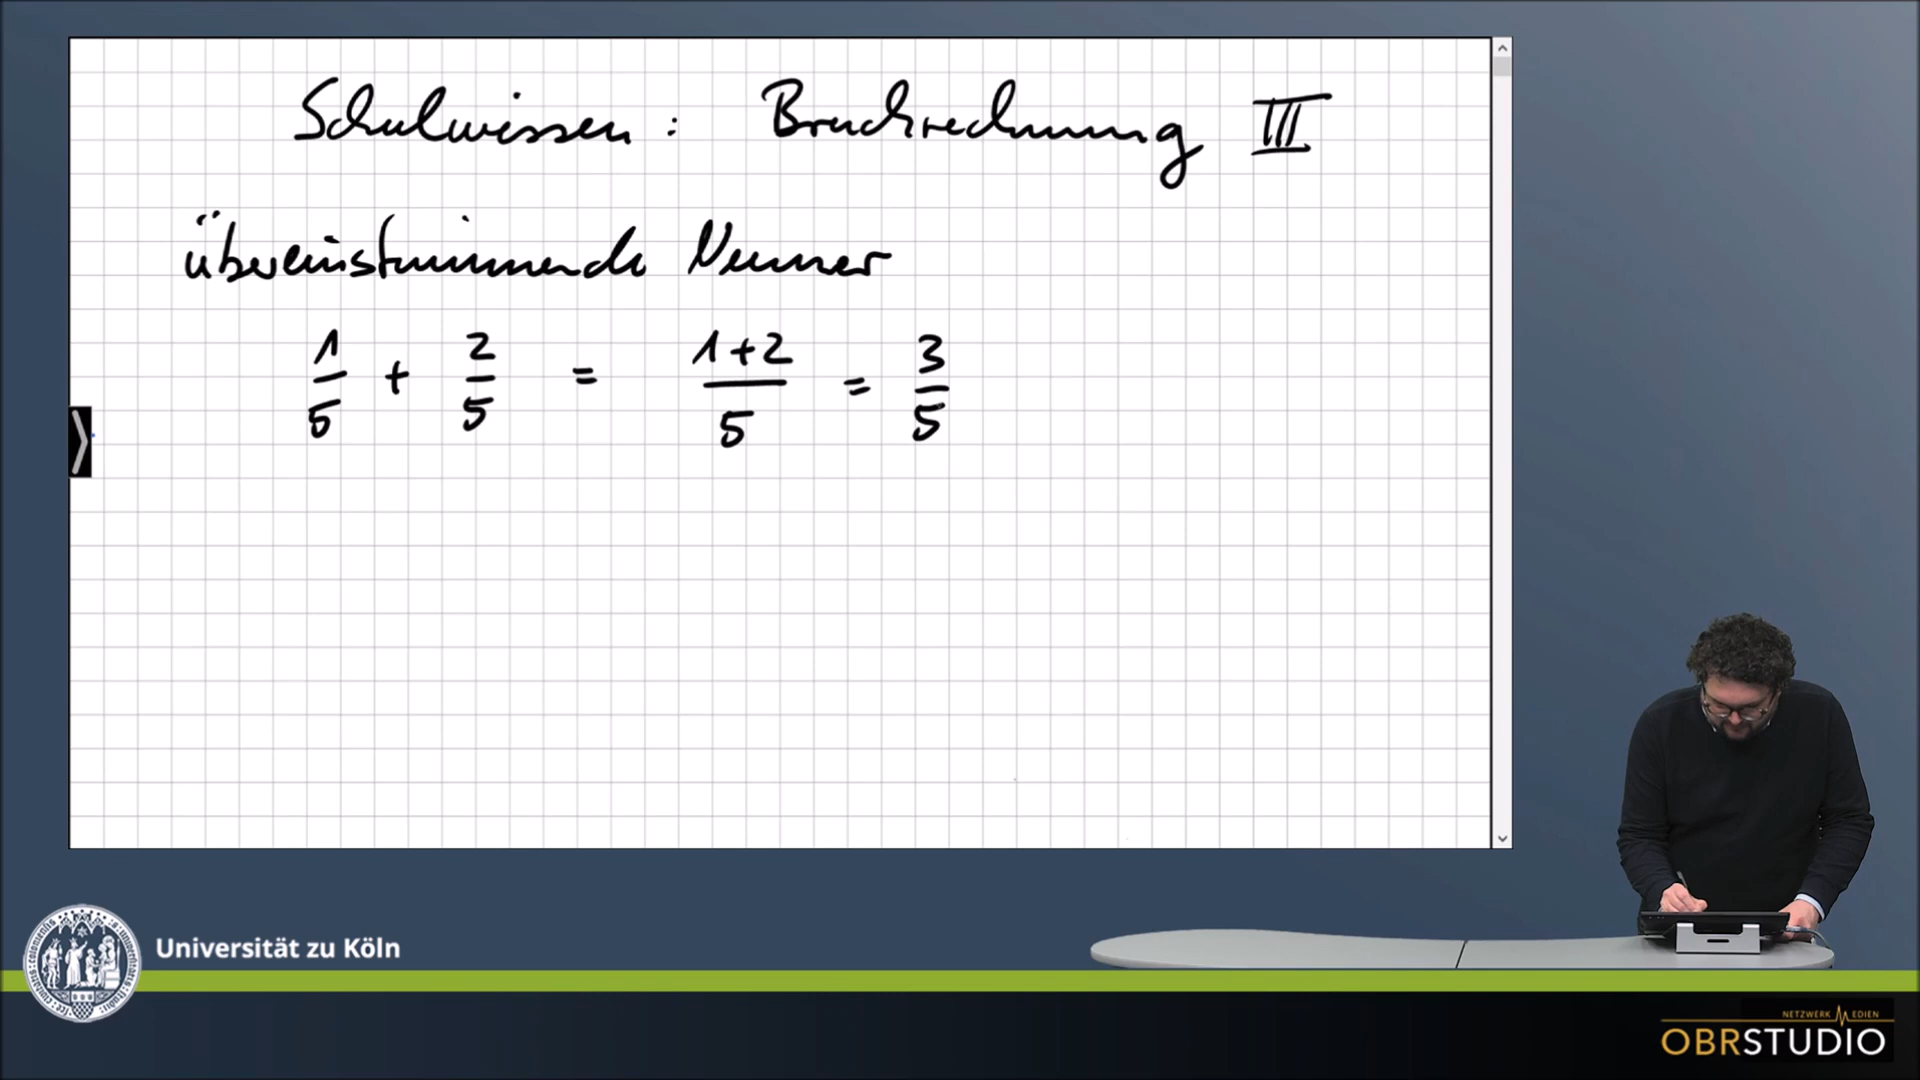 Schulwissen: Bruchrechnung III
übereinstimmende Nenner
1/5 + 2/5 = 1+2/5 = 3/5
Universität zu Köln
NETZWERK MEDIEN
OBRSTUDIO